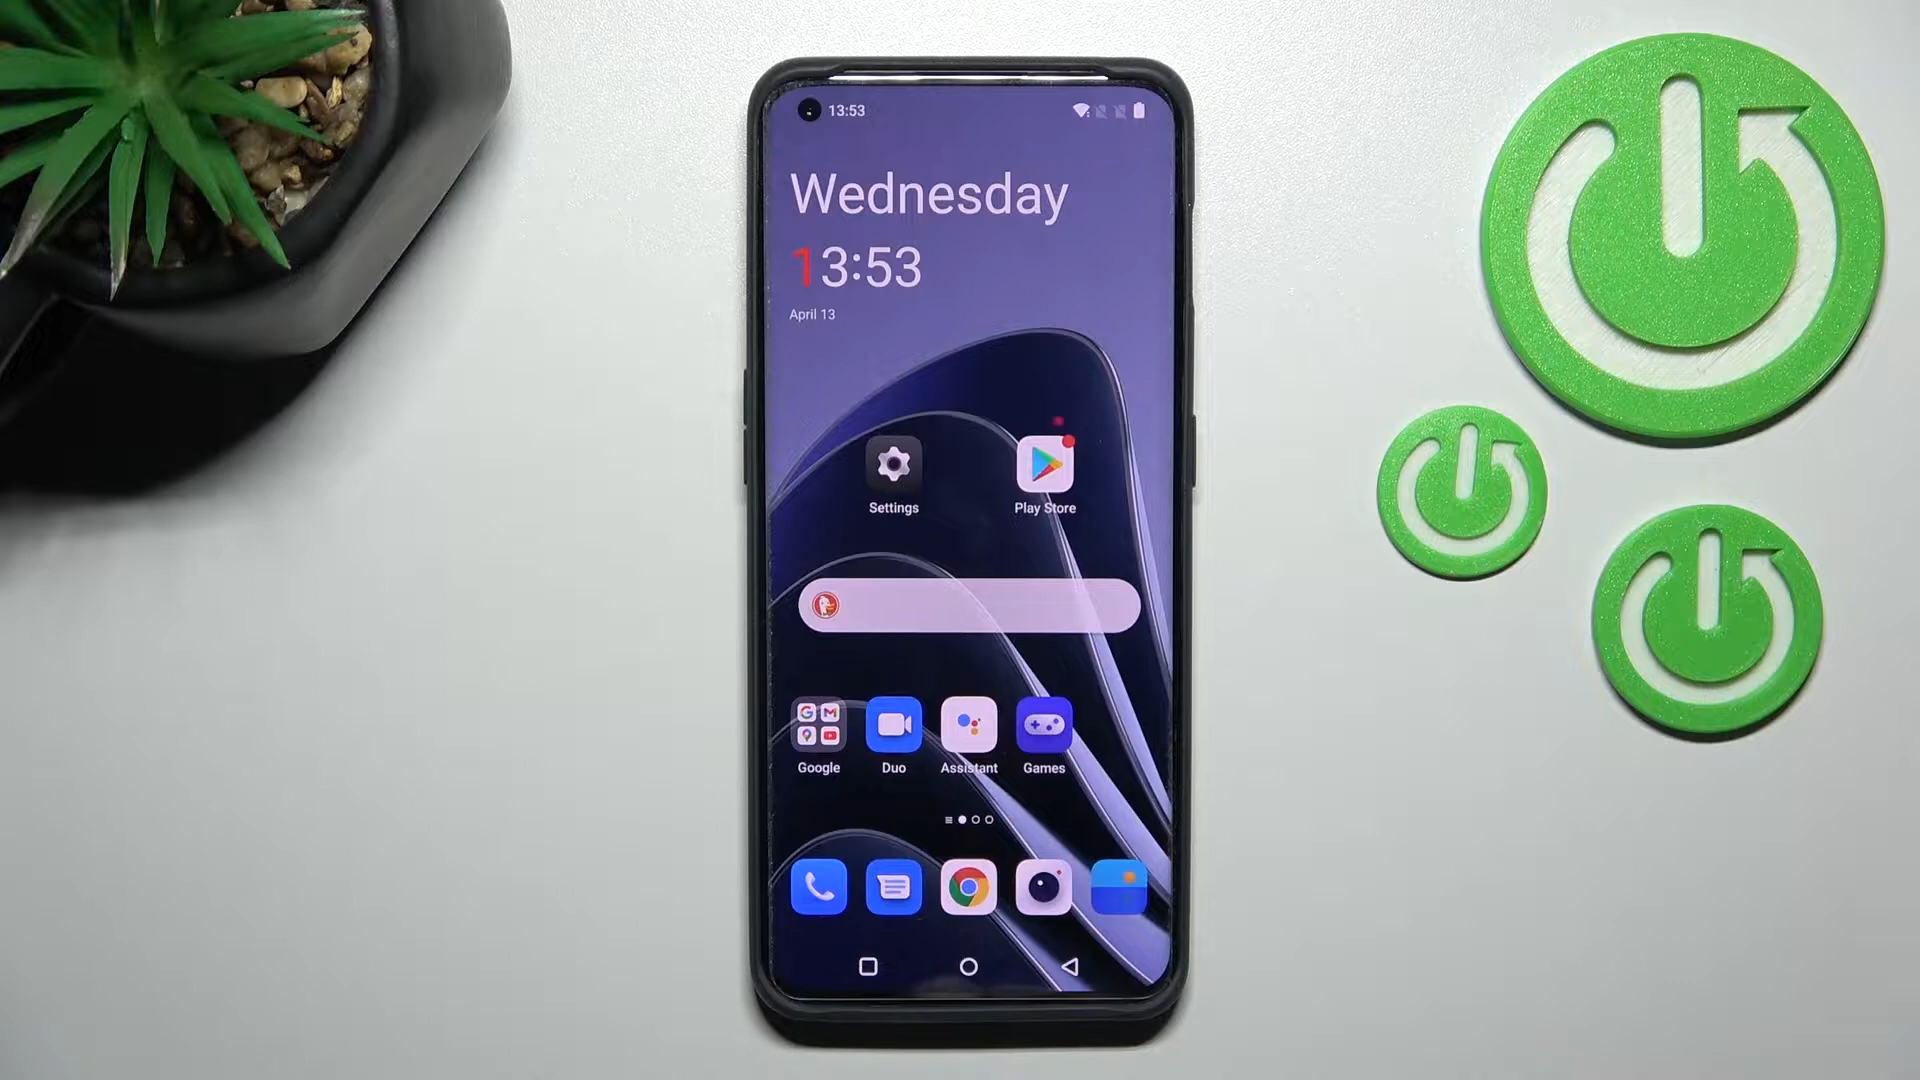 13:53
Wednesday
13:53
April 13
Settings
Play Store
Google
Duo
Assistant
Games